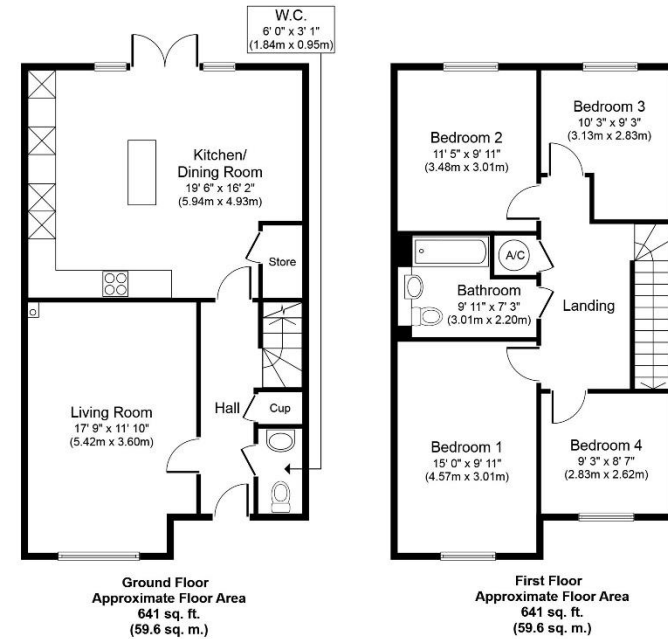 W.C.
6' 0" x 3' 1"
(1.84m x 0.95m)
Kitchen/
Dining Room
19' 6" x 16' 2"
(5.94m x 4.93m)
Store
Living Room
17' 9" x 11' 10"
(5.42m x 3.60m)
Hall
Cup
Ground Floor
Approximate Floor Area
641 sq. ft.
(59.6 sq. m.)
Bedroom 2
11' 5" x 9' 11"
(3.48m x 3.01m)
Bedroom 3
10' 3" x 9' 3"
(3.13m x 2.83m)
A/C
Bathroom
9' 11" x 7' 3"
(3.01m x 2.20m)
Landing
Bedroom 1
15' 0" x 9' 11"
(4.57m x 3.01m)
Bedroom 4
9' 3" x 8' 7"
(2.83m x 2.62m)
First Floor
Approximate Floor Area
641 sq. ft.
(59.6 sq. m.)